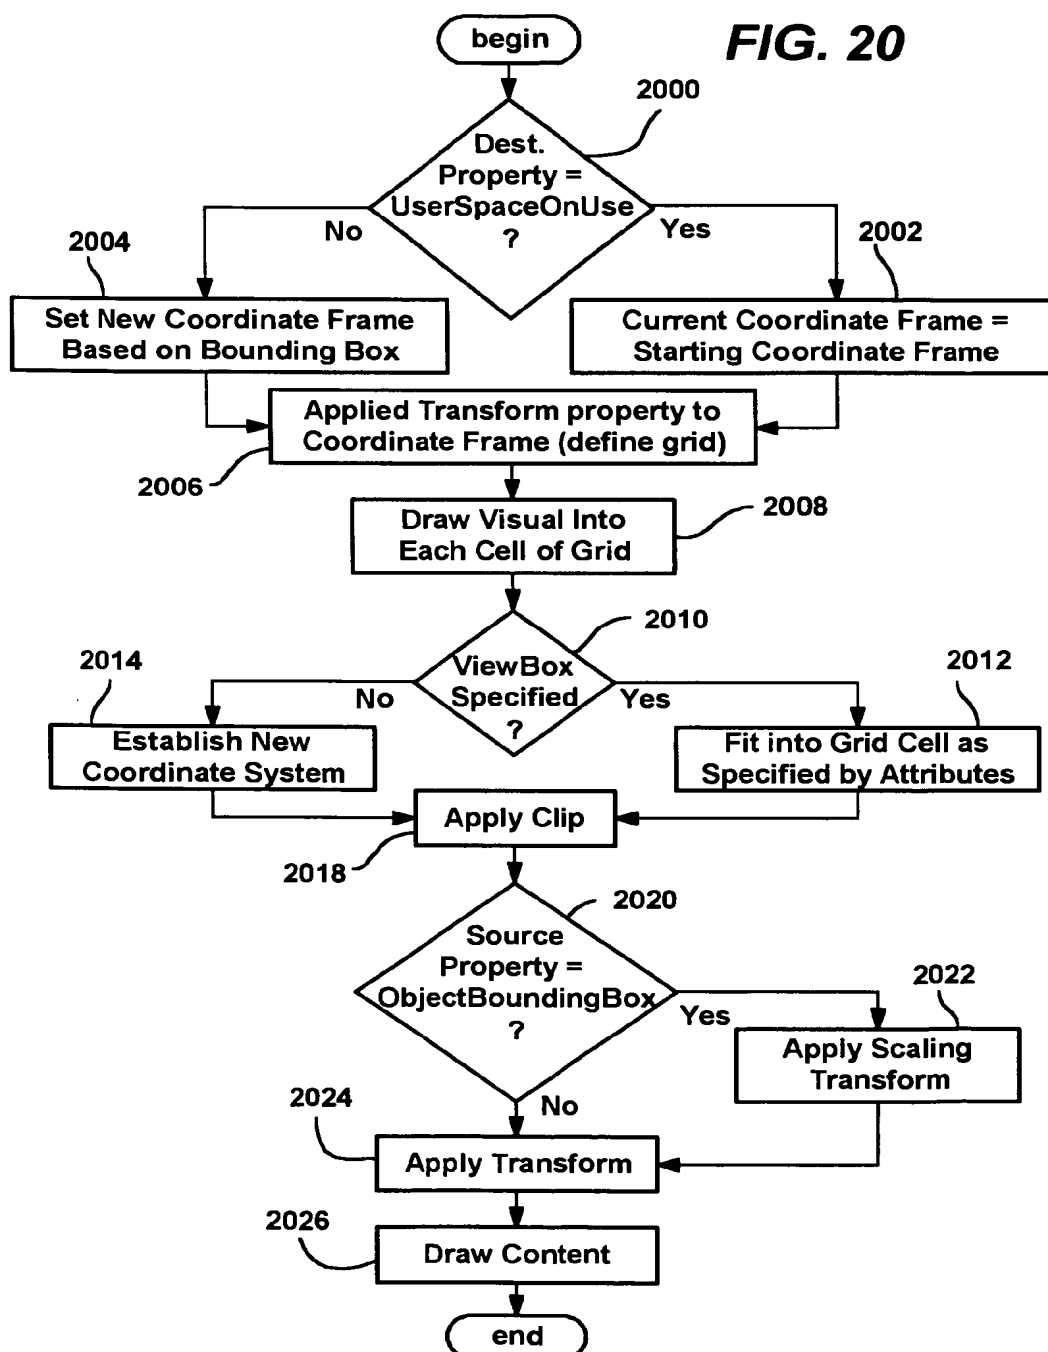 begin
FIG. 20
2000
Dest.
Property =
UserSpaceOnUse
?
No
Yes
2004
2002
Set New Coordinate Frame
Based on Bounding Box
Current Coordinate Frame =
Starting Coordinate Frame
Applied Transform property to
Coordinate Frame (define grid)
2006
Draw Visual Into
Each Cell of Grid
2008
2010
ViewBox
Specified
?
No
Yes
2014
2012
Establish New
Coordinate System
Fit into Grid Cell as
Specified by Attributes
Apply Clip
2018
2020
Source
Property =
ObjectBoundingBox
?
Yes
No
2022
Apply Scaling
Transform
2024
Apply Transform
2026
Draw Content
end